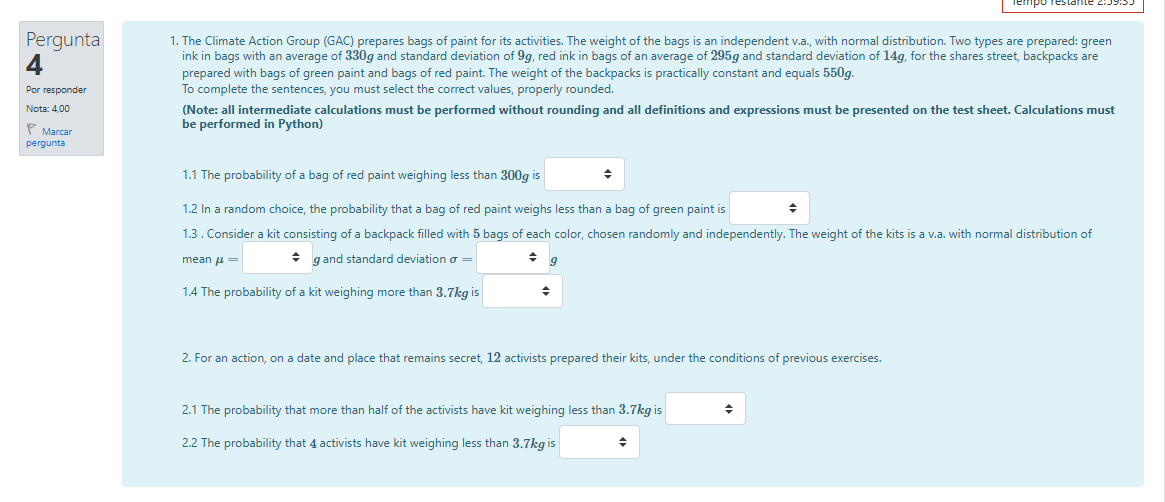 Tempo restante 2:59:35
Pergunta
4
Por responder
Nota: 4,00
Marcar
pergunta
1. The Climate Action Group (GAC) prepares bags of paint for its activities. The weight of the bags is an independent v.a., with normal distribution. Two types are prepared: green
ink in bags with an average of 330g and standard deviation of 9g, red ink in bags of an average of 295g and standard deviation of 14g, for the shares street, backpacks are
prepared with bags of green paint and bags of red paint. The weight of the backpacks is practically constant and equals 550g.
To complete the sentences, you must select the correct values, properly rounded.
(Note: all intermediate calculations must be performed without rounding and all definitions and expressions must be presented on the test sheet. Calculations must
be performed in Python)
1.1 The probability of a bag of red paint weighing less than 300g is
1.2 In a random choice, the probability that a bag of red paint weighs less than a bag of green paint is
1.3 . Consider a kit consisting of a backpack filled with 5 bags of each color, chosen randomly and independently. The weight of the kits is a v.a. with normal distribution of
mean μ = g and standard deviation σ = g
1.4 The probability of a kit weighing more than 3.7kg is
2. For an action, on a date and place that remains secret, 12 activists prepared their kits, under the conditions of previous exercises.
2.1 The probability that more than half of the activists have kit weighing less than 3.7kg is
2.2 The probability that 4 activists have kit weighing less than 3.7kg is